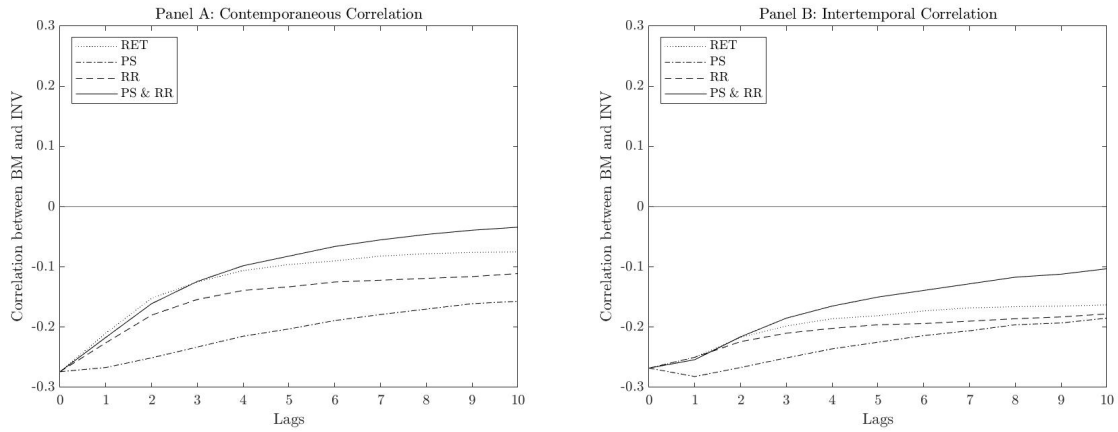 Panel A: Contemporaneous Correlation
0.3
0.2
0.1
0
-0.1
-0.2
-0.3
Correlation between BM and INV
RET
PS
RR
PS & RR
0 1 2 3 4 5 6 7 8 9 10
Lags
Panel B: Intertemporal Correlation
0.3
0.2
0.1
0
-0.1
-0.2
-0.3
Correlation between BM and INV
RET
PS
RR
PS & RR
0 1 2 3 4 5 6 7 8 9 10
Lags